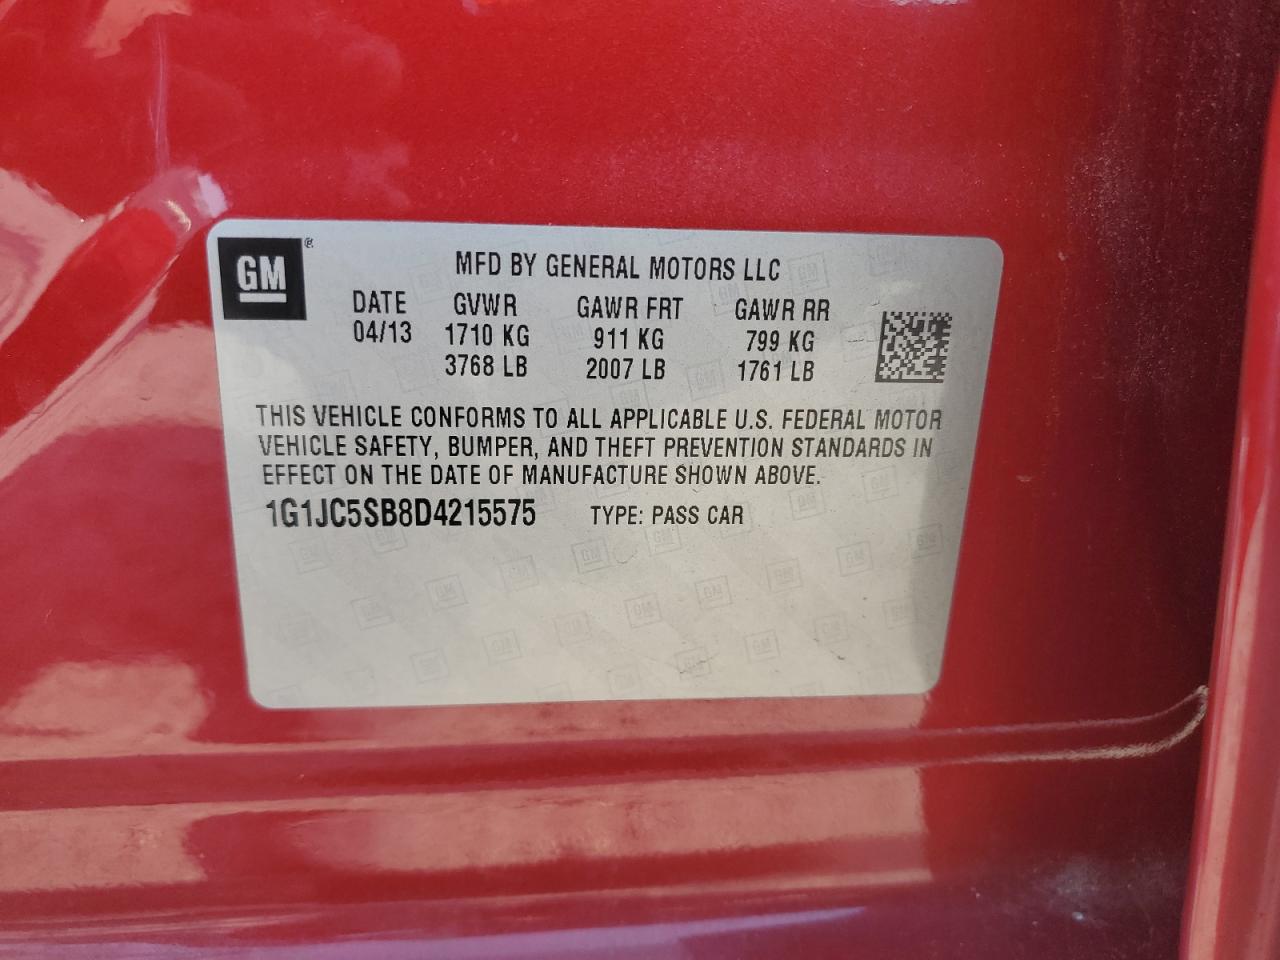 GM®
MFD BY GENERAL MOTORS LLC
DATE GVWR GAWR FRT GAWR RR
04/13 1710 KG 911 KG 799 KG
3768 LB 2007 LB 1761 LB
THIS VEHICLE CONFORMS TO ALL APPLICABLE U.S. FEDERAL MOTOR
VEHICLE SAFETY, BUMPER, AND THEFT PREVENTION STANDARDS IN
EFFECT ON THE DATE OF MANUFACTURE SHOWN ABOVE.
1G1JC5SB8D4215575 TYPE: PASS CAR